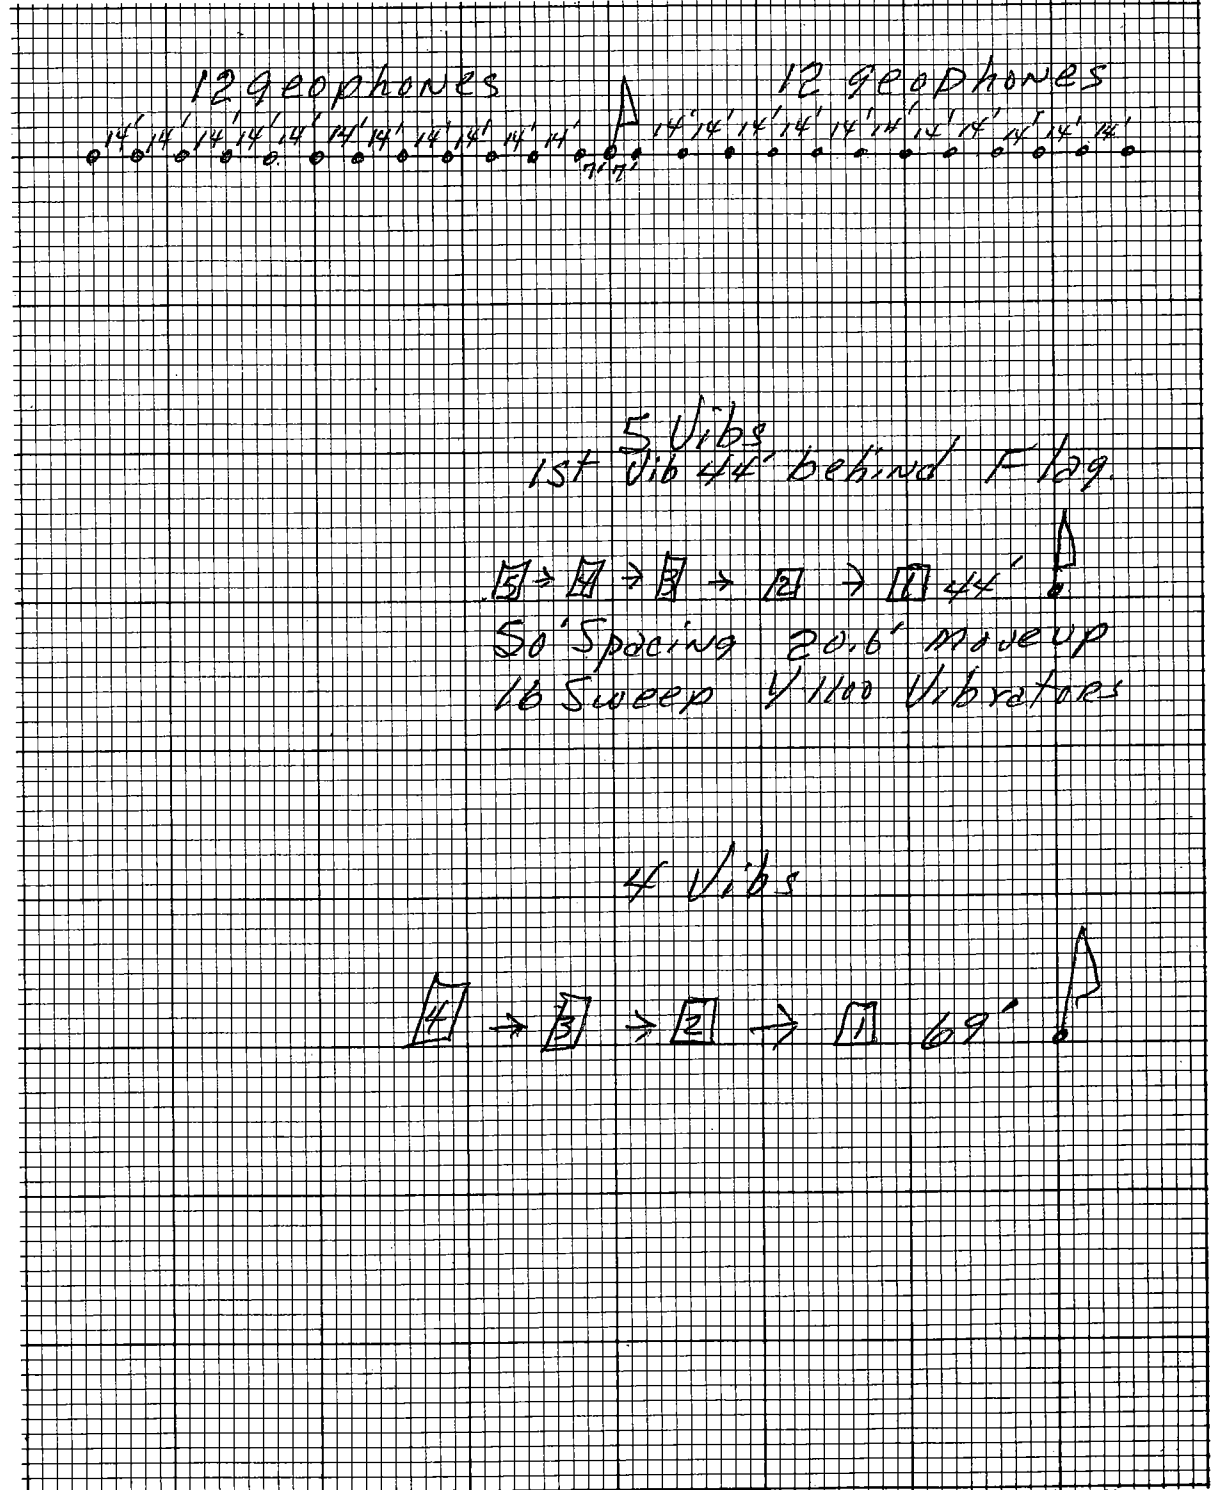 12 geophones 12 geophones
14' 14' 14' 14' 14' 14' 14' 14' 14' 14' 14' 14' 14' 14' 14' 14' 14' 14' 14' 14' 14' 14'
7' 7'
5 Vibs
1st Vib 44' behind Flag.
5 → 4 → 3 → 2 → 1 44'
50' Spacing 20.6' moveup
16 Sweep Y1100 Vibrators
4 Vibs
4 → 3 → 2 → 1 69'